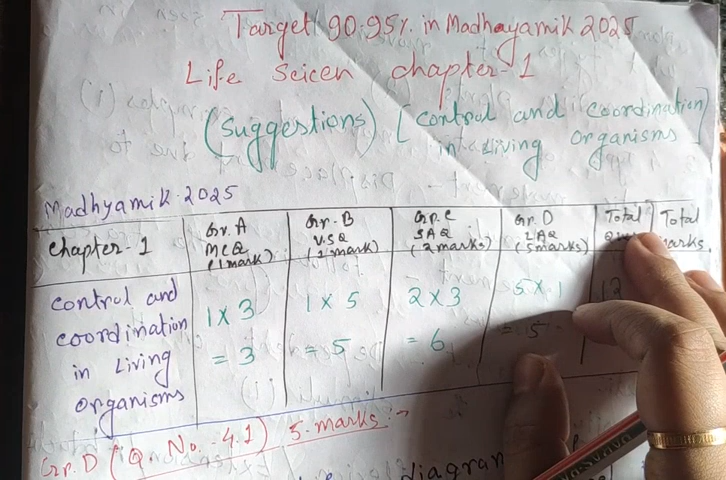 Target 90.95%. in Madhayamik 2025
Life Seicen chapter-1
(Suggestions) [control and coordination
in Living Organisms]
Madhyamik-2025
chapter-1
Gr. A
MCQ
(1 mark)
Gr. B
V.S.Q
(1 mark)
Gr. C
SAQ
(2 marks)
Gr. D
LAQ
(5 marks)
Total
Total
marks
control and
coordination
in Living
Organisms
1 x 3
= 3
1 x 5
= 5
2 x 3
= 6
5 x 1
= 5
12
Gr. D (Q. No. - 4.1) 5-marks :-
diagram